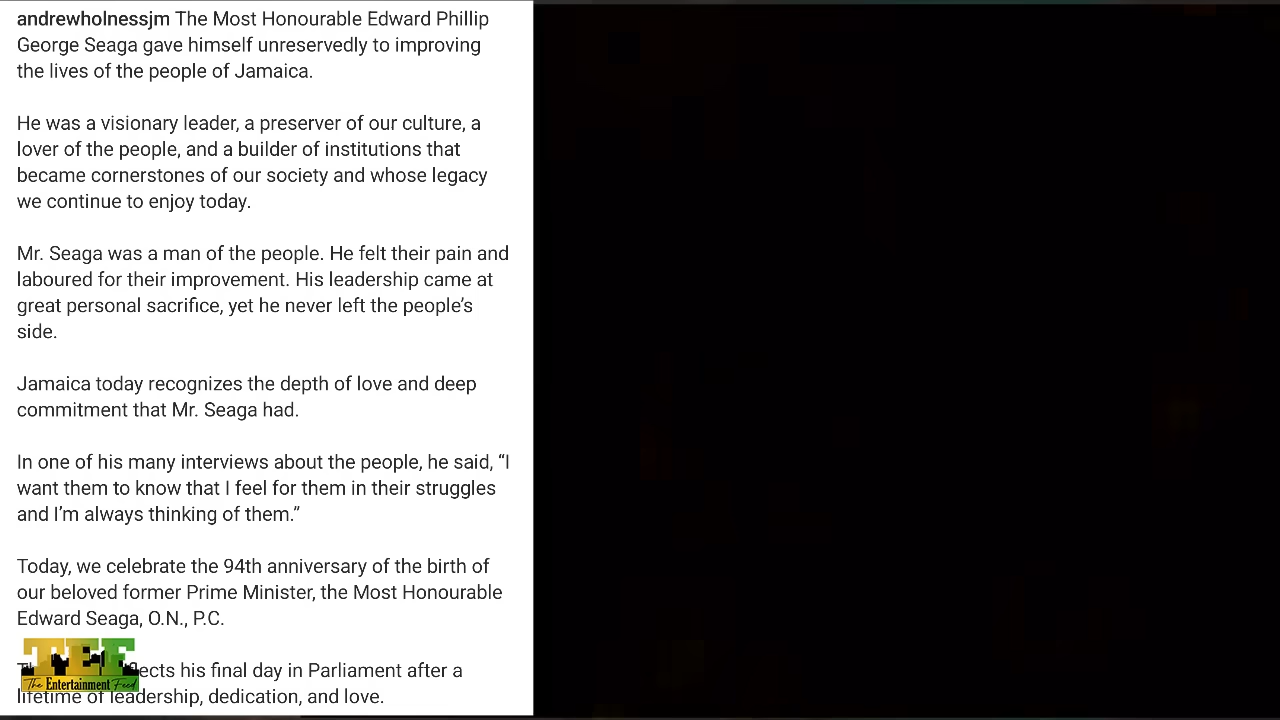 andrewholnessjm The Most Honourable Edward Phillip
George Seaga gave himself unreservedly to improving
the lives of the people of Jamaica.
He was a visionary leader, a preserver of our culture, a
lover of the people, and a builder of institutions that
became cornerstones of our society and whose legacy
we continue to enjoy today.
Mr. Seaga was a man of the people. He felt their pain and
laboured for their improvement. His leadership came at
great personal sacrifice, yet he never left the people’s
side.
Jamaica today recognizes the depth of love and deep
commitment that Mr. Seaga had.
In one of his many interviews about the people, he said, “I
want them to know that I feel for them in their struggles
and I’m always thinking of them.”
Today, we celebrate the 94th anniversary of the birth of
our beloved former Prime Minister, the Most Honourable
Edward Seaga, O.N., P.C.
his final day in Parliament after a
lifetime of leadership, dedication, and love.
TEF
The Entertainment Feed